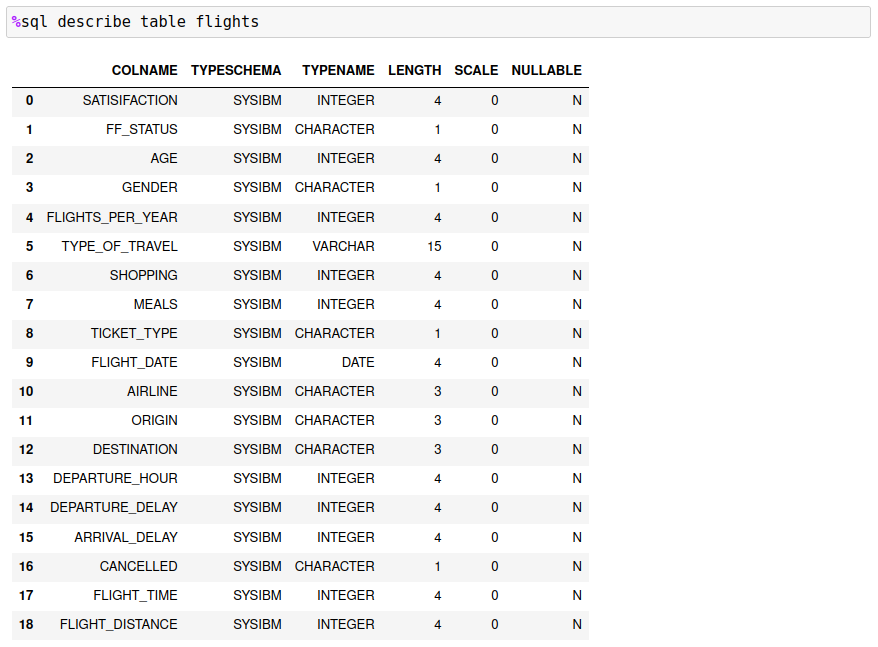 %sql describe table flights
COLNAME TYPESCHEMA TYPENAME LENGTH SCALE NULLABLE
0 SATISIFACTION SYSIBM INTEGER 4 0 N
1 FF_STATUS SYSIBM CHARACTER 1 0 N
2 AGE SYSIBM INTEGER 4 0 N
3 GENDER SYSIBM CHARACTER 1 0 N
4 FLIGHTS_PER_YEAR SYSIBM INTEGER 4 0 N
5 TYPE_OF_TRAVEL SYSIBM VARCHAR 15 0 N
6 SHOPPING SYSIBM INTEGER 4 0 N
7 MEALS SYSIBM INTEGER 4 0 N
8 TICKET_TYPE SYSIBM CHARACTER 1 0 N
9 FLIGHT_DATE SYSIBM DATE 4 0 N
10 AIRLINE SYSIBM CHARACTER 3 0 N
11 ORIGIN SYSIBM CHARACTER 3 0 N
12 DESTINATION SYSIBM CHARACTER 3 0 N
13 DEPARTURE_HOUR SYSIBM INTEGER 4 0 N
14 DEPARTURE_DELAY SYSIBM INTEGER 4 0 N
15 ARRIVAL_DELAY SYSIBM INTEGER 4 0 N
16 CANCELLED SYSIBM CHARACTER 1 0 N
17 FLIGHT_TIME SYSIBM INTEGER 4 0 N
18 FLIGHT_DISTANCE SYSIBM INTEGER 4 0 N